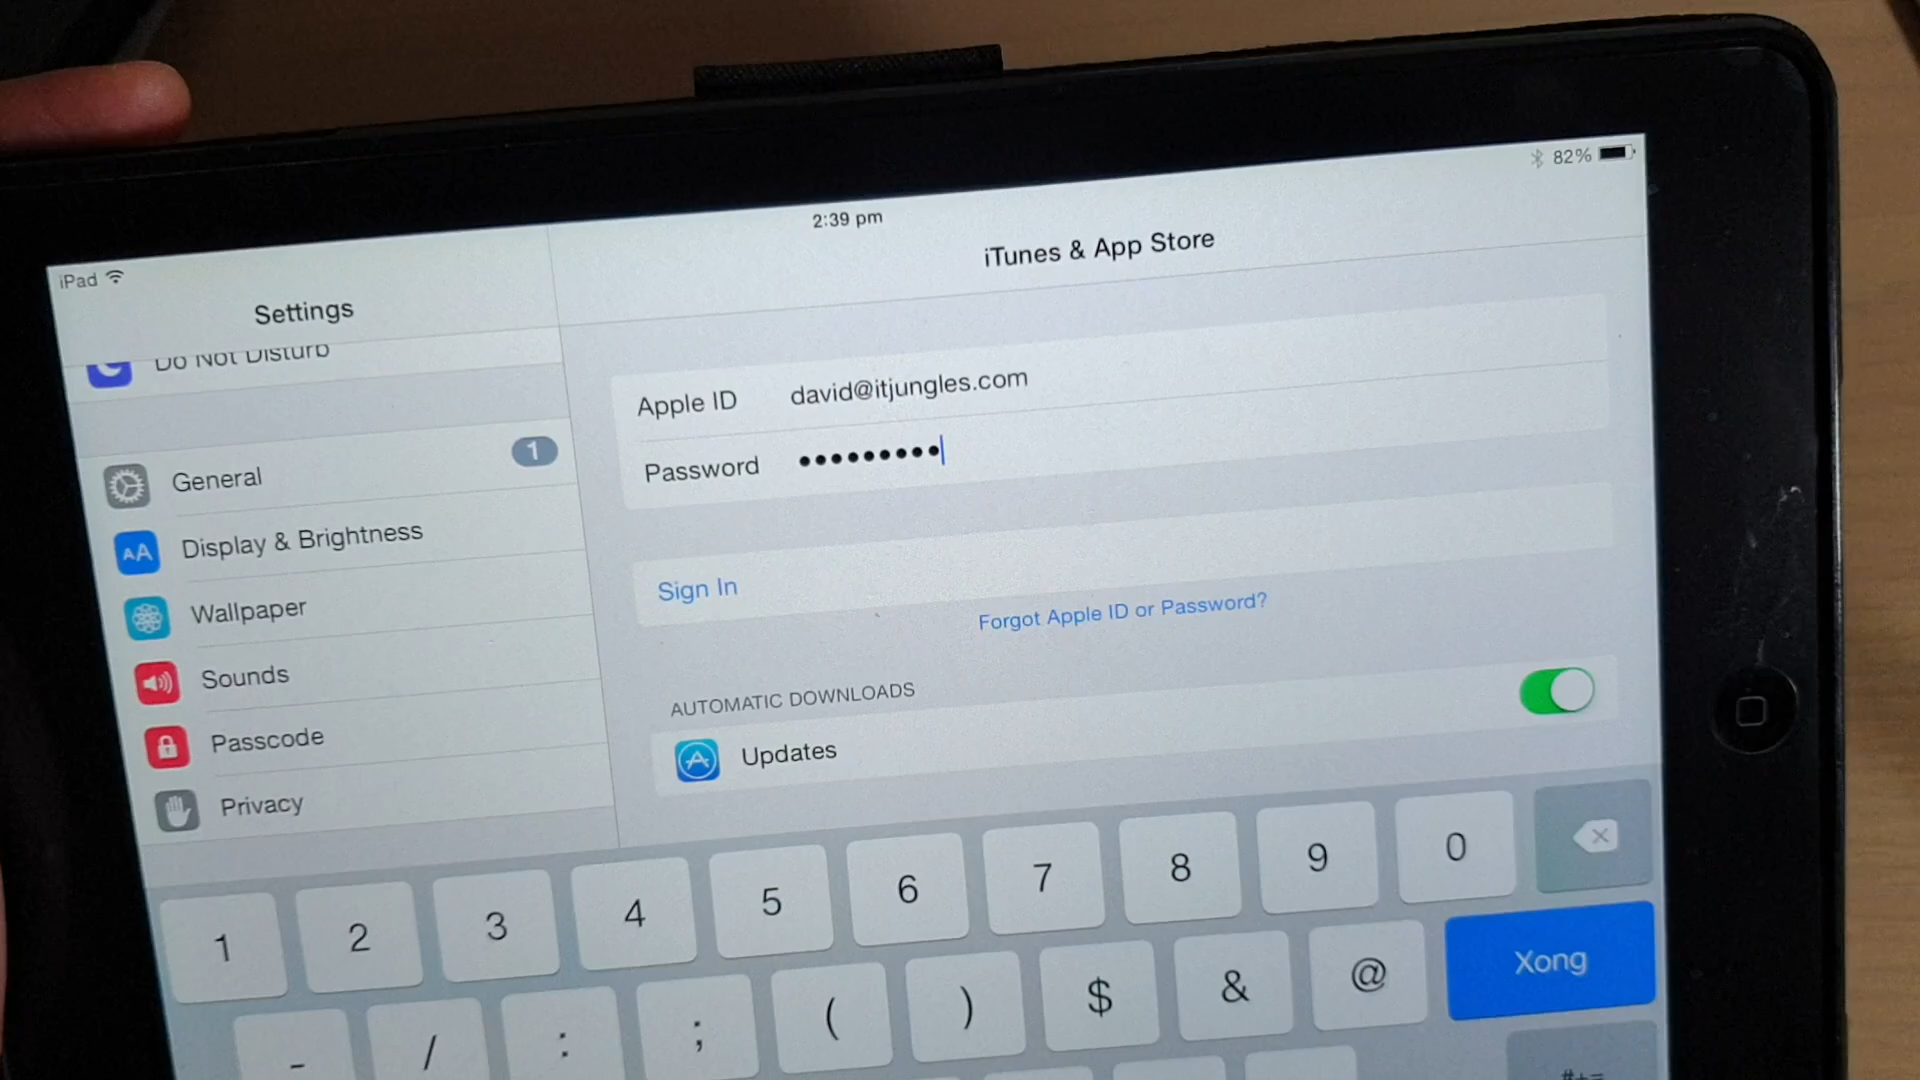 iPad
2:39 pm
82%
Settings
iTunes & App Store
Do Not Disturb
General
1
Display & Brightness
Wallpaper
Sounds
Passcode
Privacy
Apple ID david@itjungles.com
Password •••••••••
Sign In
Forgot Apple ID or Password?
AUTOMATIC DOWNLOADS
Updates
1 2 3 4 5 6 7 8 9 0
- / : ; ( ) $ & @ Xong
#+=